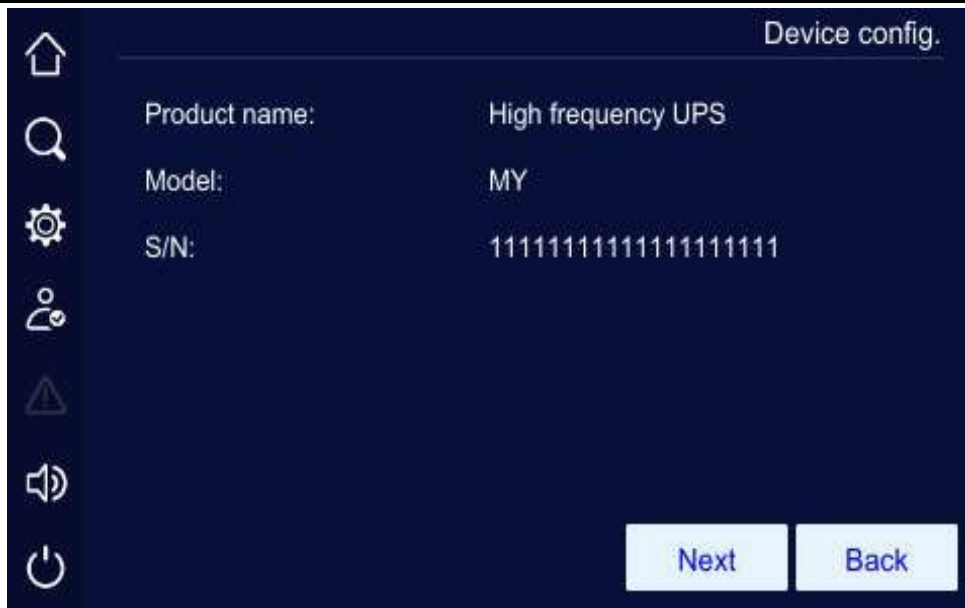 Device config.
Product name: High frequency UPS
Model: MY
S/N: 11111111111111111111
Next Back